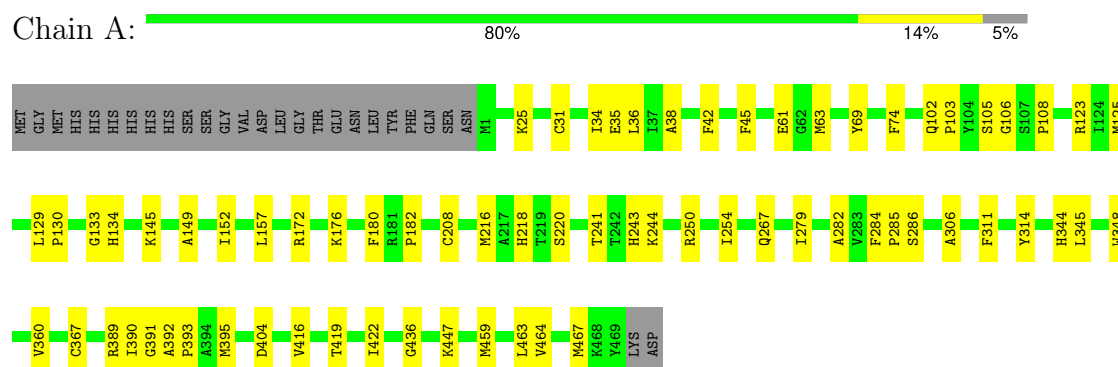 Chain A:
80% 14% 5%
MET GLY MET HIS HIS HIS HIS HIS HIS SER SER GLY VAL ASP LEU GLY THR GLU ASN LEU TYR PHE GLN SER ASN M1 K25 C31 I34 E35 L36 I37 A38 F42 F45 E61 G62 M63 Y69 F74 Q102 P103 Y104 S105 G106 S107 P108 R123 I124 M125
L129 P130 G133 H134 K145 A149 I152 L157 R172 K176 F180 R181 P182 C208 M216 A217 H218 T219 S220 T241 T242 H243 K244 R250 I254 Q267 I279 A282 V283 F284 P285 S286 A306 F311 Y314 H344 L345
V360 C367 R389 I390 G391 A392 P393 A394 M395 D404 V416 T419 I422 G436 K447 M459 L463 V464 M467 K468 Y469 LYS ASP